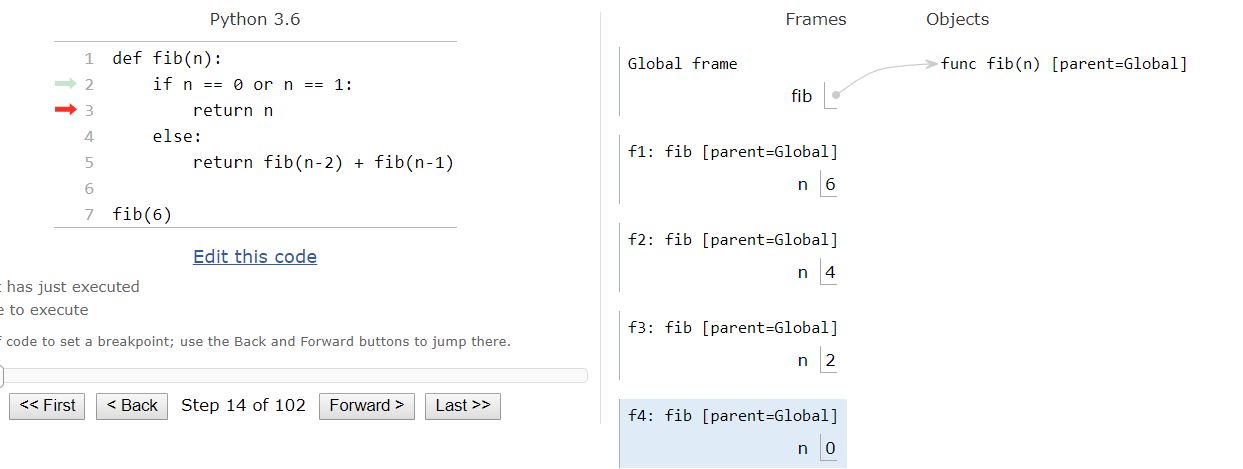 Python 3.6
1 def fib(n):
2     if n == 0 or n == 1:
3         return n
4     else:
5         return fib(n-2) + fib(n-1)
6
7 fib(6)
Edit this code
has just executed
to execute
code to set a breakpoint; use the Back and Forward buttons to jump there.
<< First < Back Step 14 of 102 Forward > Last >>
Frames Objects
Global frame
fib
func fib(n) [parent=Global]
f1: fib [parent=Global]
n 6
f2: fib [parent=Global]
n 4
f3: fib [parent=Global]
n 2
f4: fib [parent=Global]
n 0